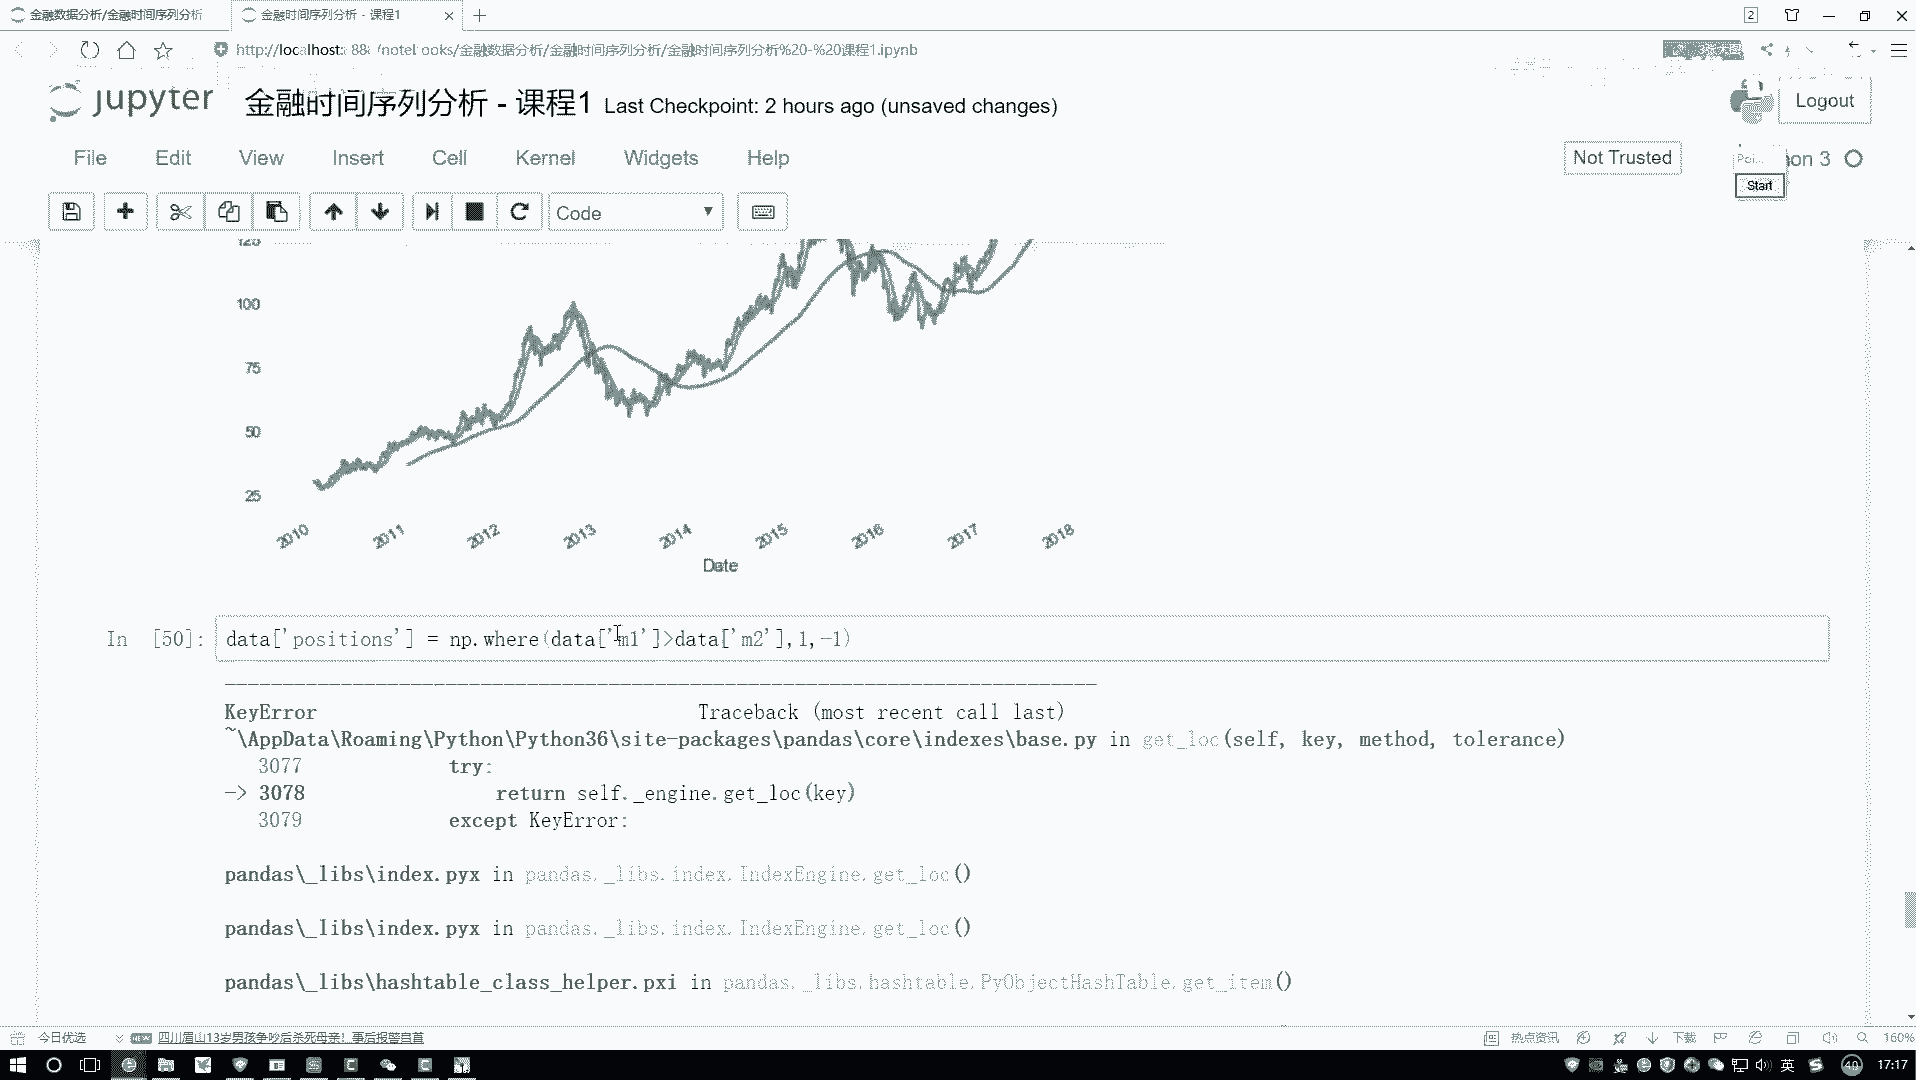 金融数据分析/金融时间序列分析
金融时间序列分析 - 课程1
2
金融数据分析/金融时间序列分析/金融时间序列分析%20-%20课程1.ipynb
jupyter
金融时间序列分析 - 课程1 Last Checkpoint: 2 hours ago (unsaved changes)
Logout
File Edit View Insert Cell Kernel Widgets Help
Not Trusted
on 3
Start
Code
125
100
75
50
25
2010 2011 2012 2013 2014 2015 2016 2017 2018
Date
In [50]: data['positions'] = np.where(data['m1']>data['m2'],1,-1)
KeyError Traceback (most recent call last)
~\AppData\Roaming\Python\Python36\site-packages\pandas\core\indexes\base.py in get_loc(self, key, method, tolerance)
3077 try:
-> 3078 return self._engine.get_loc(key)
3079 except KeyError:
pandas\_libs\index.pyx in pandas._libs.index.IndexEngine.get_loc()
pandas\_libs\index.pyx in pandas._libs.index.IndexEngine.get_loc()
pandas\_libs\hashtable_class_helper.pxi in pandas._libs.hashtable.PyObjectHashTable.get_item()
今日优选
NEW
四川眉山13岁男孩争吵后杀死母亲！事后报警自首
热点资讯
下载
160%
英
40
17:17